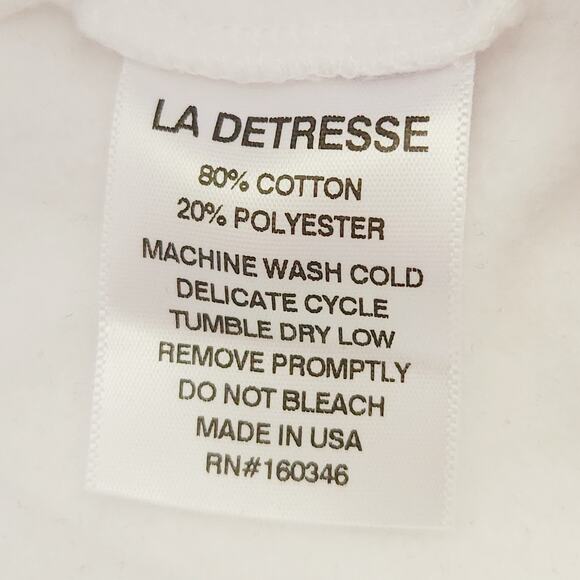 LA DETRESSE
80% COTTON
20% POLYESTER
MACHINE WASH COLD
DELICATE CYCLE
TUMBLE DRY LOW
REMOVE PROMPTLY
DO NOT BLEACH
MADE IN USA
RN#160346